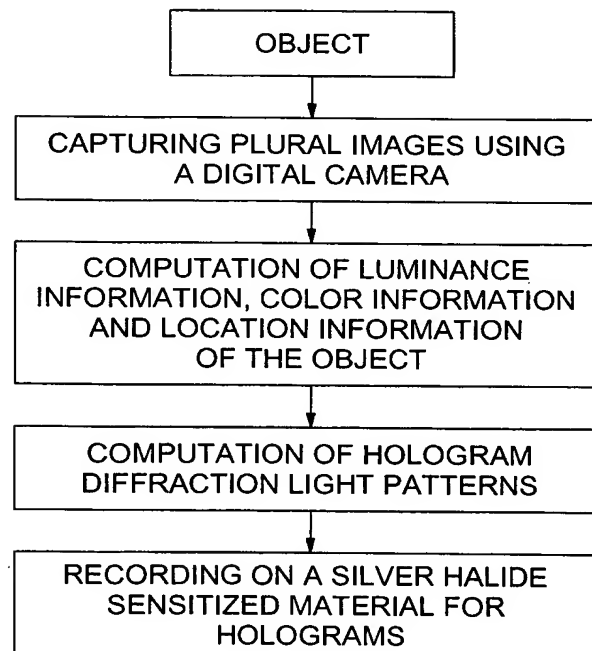 OBJECT
CAPTURING PLURAL IMAGES USING
A DIGITAL CAMERA
COMPUTATION OF LUMINANCE
INFORMATION, COLOR INFORMATION
AND LOCATION INFORMATION
OF THE OBJECT
COMPUTATION OF HOLOGRAM
DIFFRACTION LIGHT PATTERNS
RECORDING ON A SILVER HALIDE
SENSITIZED MATERIAL FOR
HOLOGRAMS